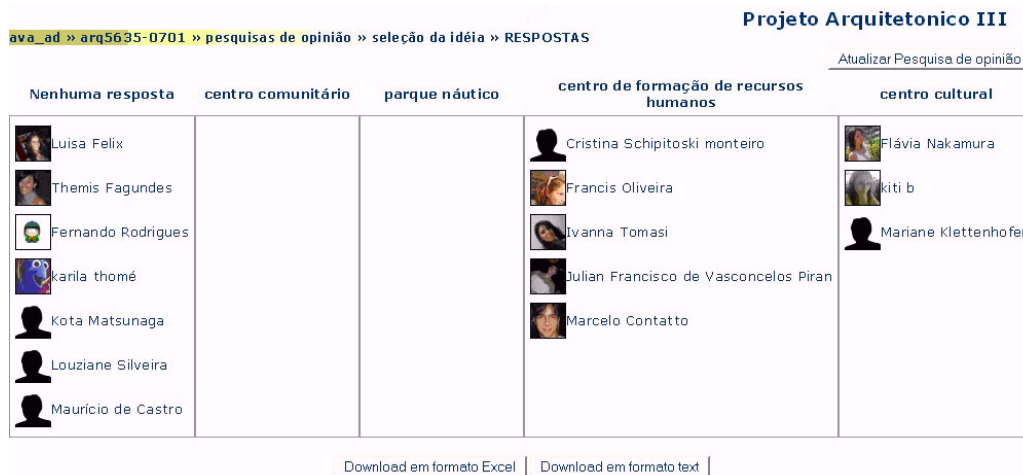 Projeto Arquitetonico III
ava_ad » arq5635-0701 » pesquisas de opinião » seleção da idéia » RESPOSTAS
Atualizar Pesquisa de opinião
Nenhuma resposta
centro comunitário
parque náutico
centro de formação de recursos
humanos
centro cultural
Luisa Felix
Themis Fagundes
Fernando Rodrigues
karila thomé
Kota Matsunaga
Louziane Silveira
Maurício de Castro
Cristina Schipitoski monteiro
Francis Oliveira
Ivanna Tomasi
Julian Francisco de Vasconcelos Piran
Marcelo Contatto
Flávia Nakamura
kiti b
Mariane Klettenhofer
Download em formato Excel
Download em formato text